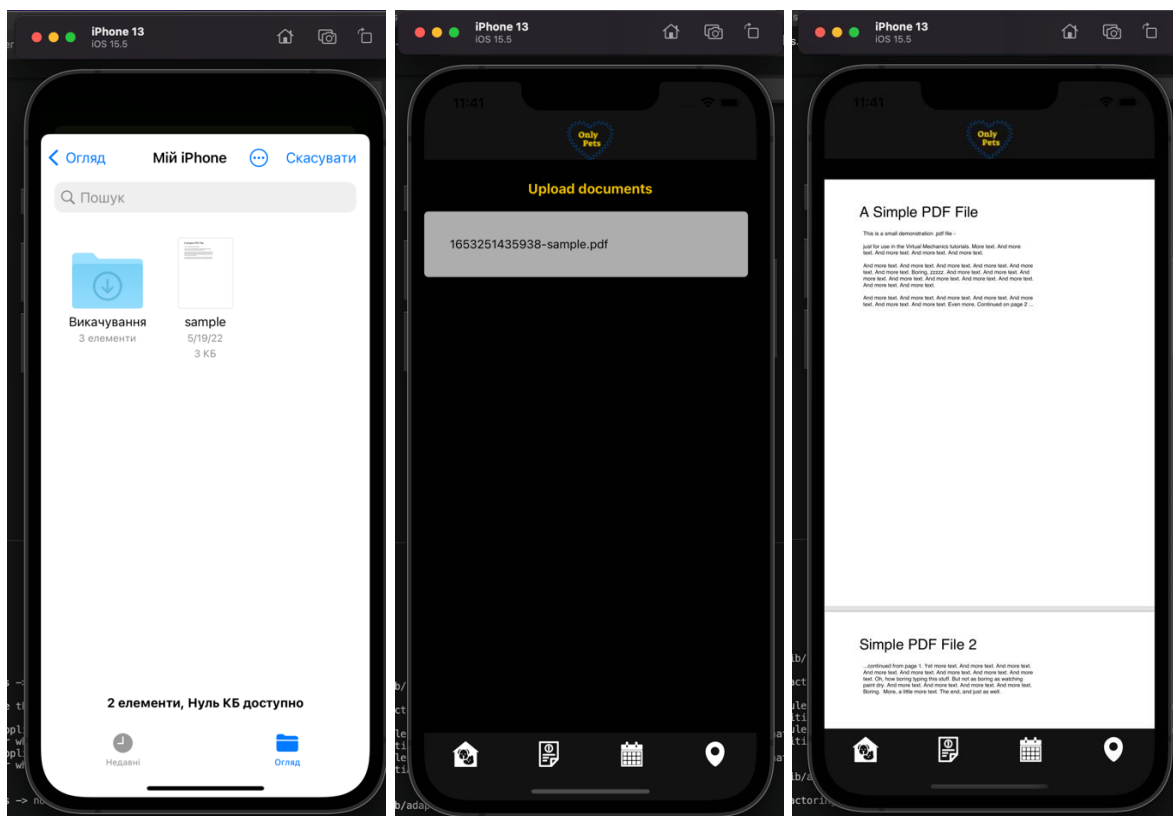 iPhone 13
iOS 15.5
Огляд
Мій iPhone
Скасувати
Пошук
Викачування
3 елементи
sample
5/19/22
3 КБ
2 елементи, Нуль КБ доступно
Недавні
Огляд
iPhone 13
iOS 15.5
11:41
Only
Pets
Upload documents
1653251435938-sample.pdf
iPhone 13
iOS 15.5
11:41
Only
Pets
A Simple PDF File
This is a small demonstration .pdf file -
just for use in the Virtual Mechanics tutorials. More text. And more
text. And more text. And more text. And more text.
And more text. And more text. And more text. And more text. And more
text. And more text. Boring, zzzzz. And more text. And more text. And
more text. And more text. And more text. And more text. And more text.
And more text. And more text.
And more text. And more text. And more text. And more text. And more
text. And more text. And more text. Even more. Continued on page 2 ...
Simple PDF File 2
...continued from page 1. Yet more text. And more text. And more text.
And more text. And more text. And more text. And more text. And more
text. Oh, how boring typing this stuff. But not as boring as watching
paint dry. And more text. And more text. And more text. And more text.
Boring. More, a little more text. The end, and just as well.